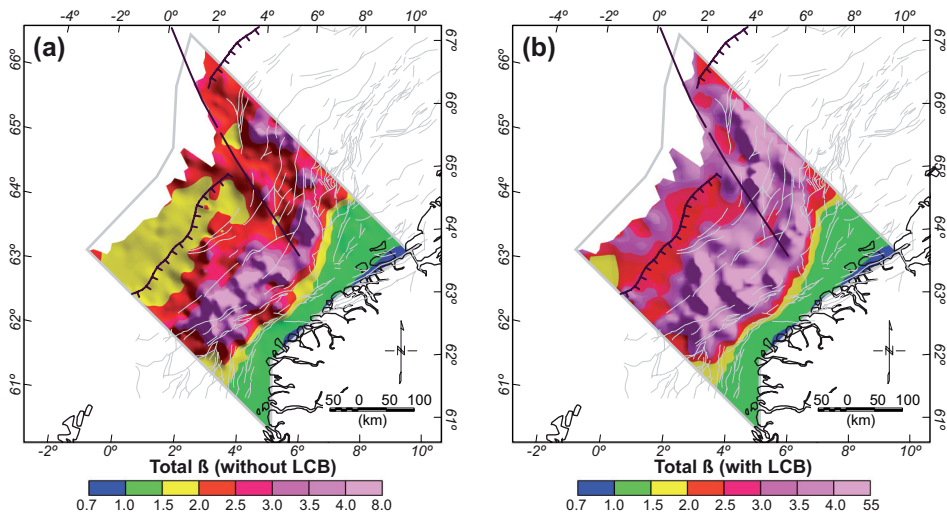 -4° -2° 0° 2° 4° 6° 8° -4° -2° 0° 2° 4° 6° 8°
(a) (b)
66° 65° 64° 63° 62° 61° 66° 65° 64° 63° 62° 61°
67° 66° 65° 64° 63° 62° 61° 67° 66° 65° 64° 63° 62° 61°
N N
50 0 50 100 50 0 50 100
(km) (km)
-2° 0° 2° 4° 6° 8° 10° -2° 0° 2° 4° 6° 8° 10°
Total ß (without LCB) Total ß (with LCB)
0.7 1.0 1.5 2.0 2.5 3.0 3.5 4.0 8.0 0.7 1.0 1.5 2.0 2.5 3.0 3.5 4.0 55